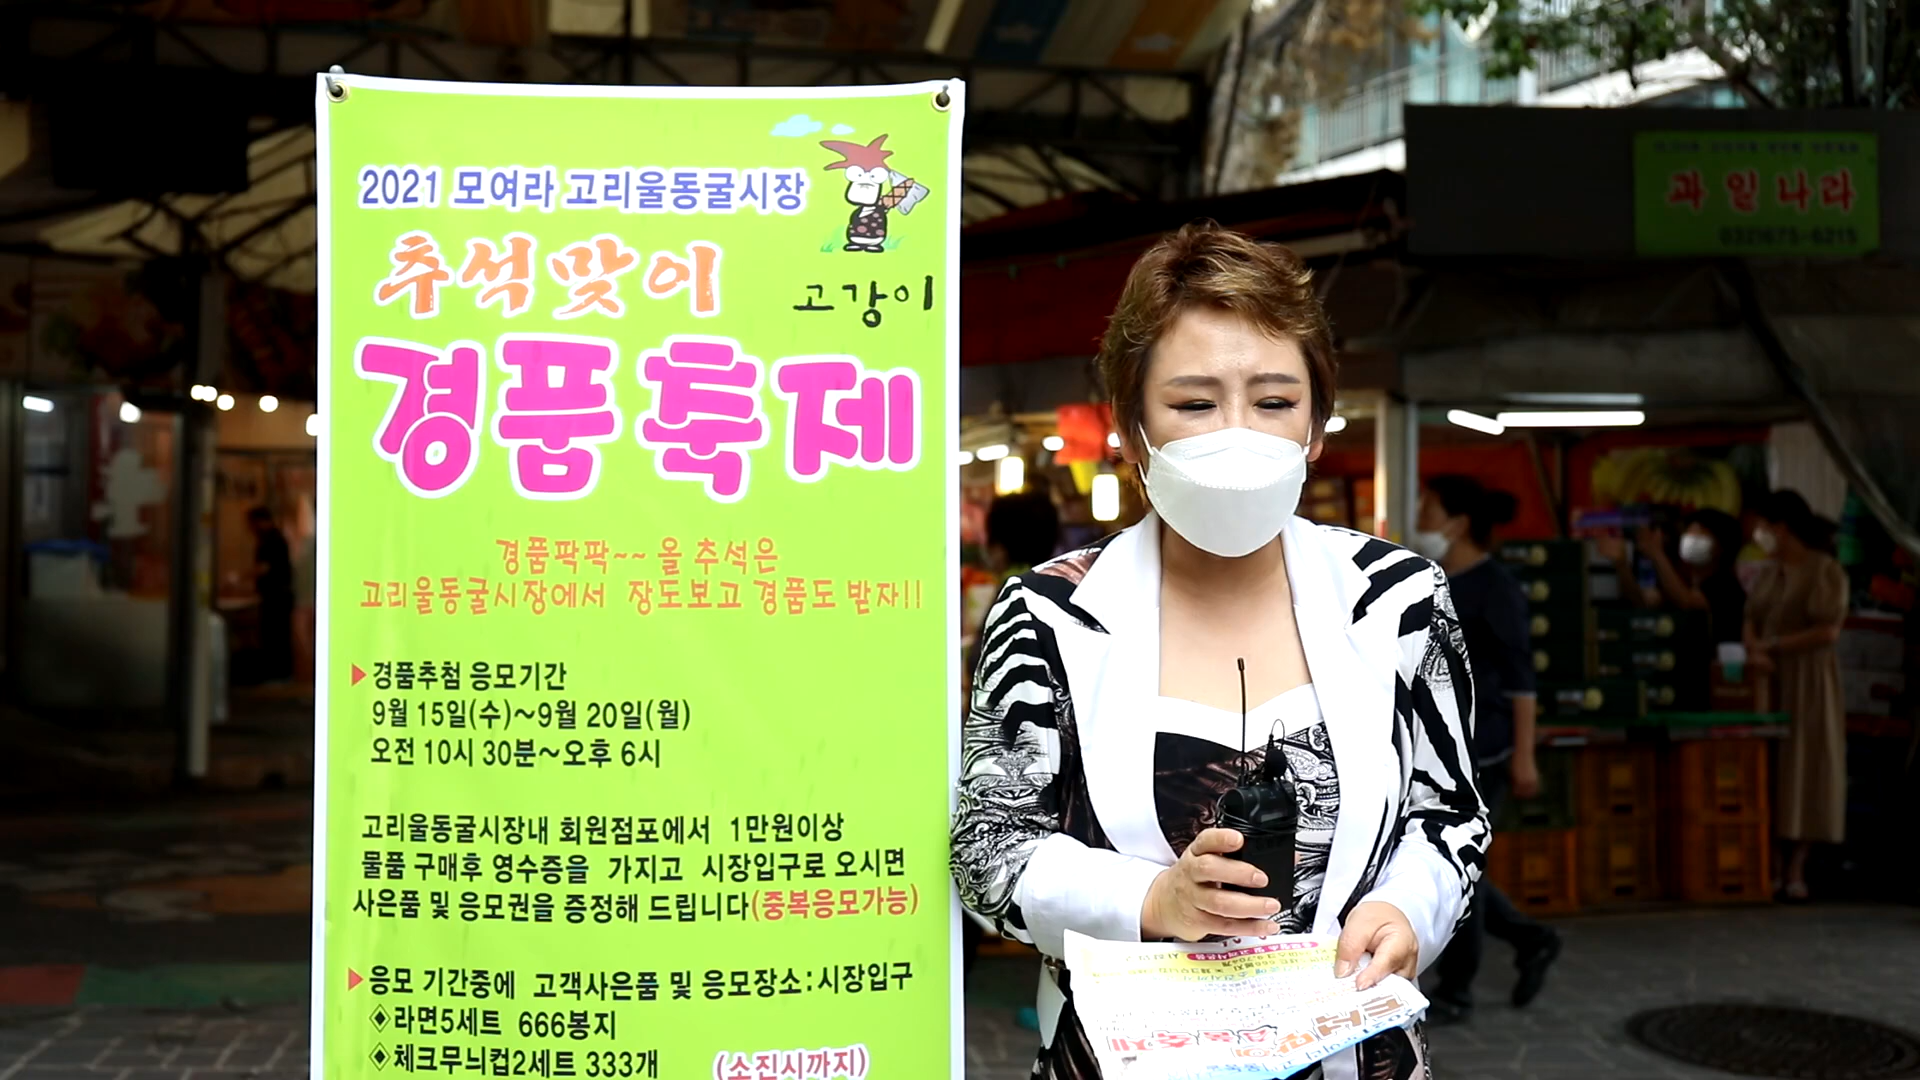 2021 모여라 고리울동굴시장
추석맞이
고강이
경품축제
경품팍팍~~ 올 추석은
고리울동굴시장에서 장도보고 경품도 받자!!
▶경품추첨 응모기간
9월 15일(수)~9월 20일(월)
오전 10시 30분~오후 6시
고리울동굴시장내 회원점포에서 1만원이상
물품 구매후 영수증을 가지고 시장입구로 오시면
사은품 및 응모권을 증정해 드립니다(중복응모가능)
▶응모 기간중에 고객사은품 및 응모장소:시장입구
◈라면5세트 666봉지
◈체크무늬컵2세트 333개 (소진시까지)
과일나라
032)675-6215